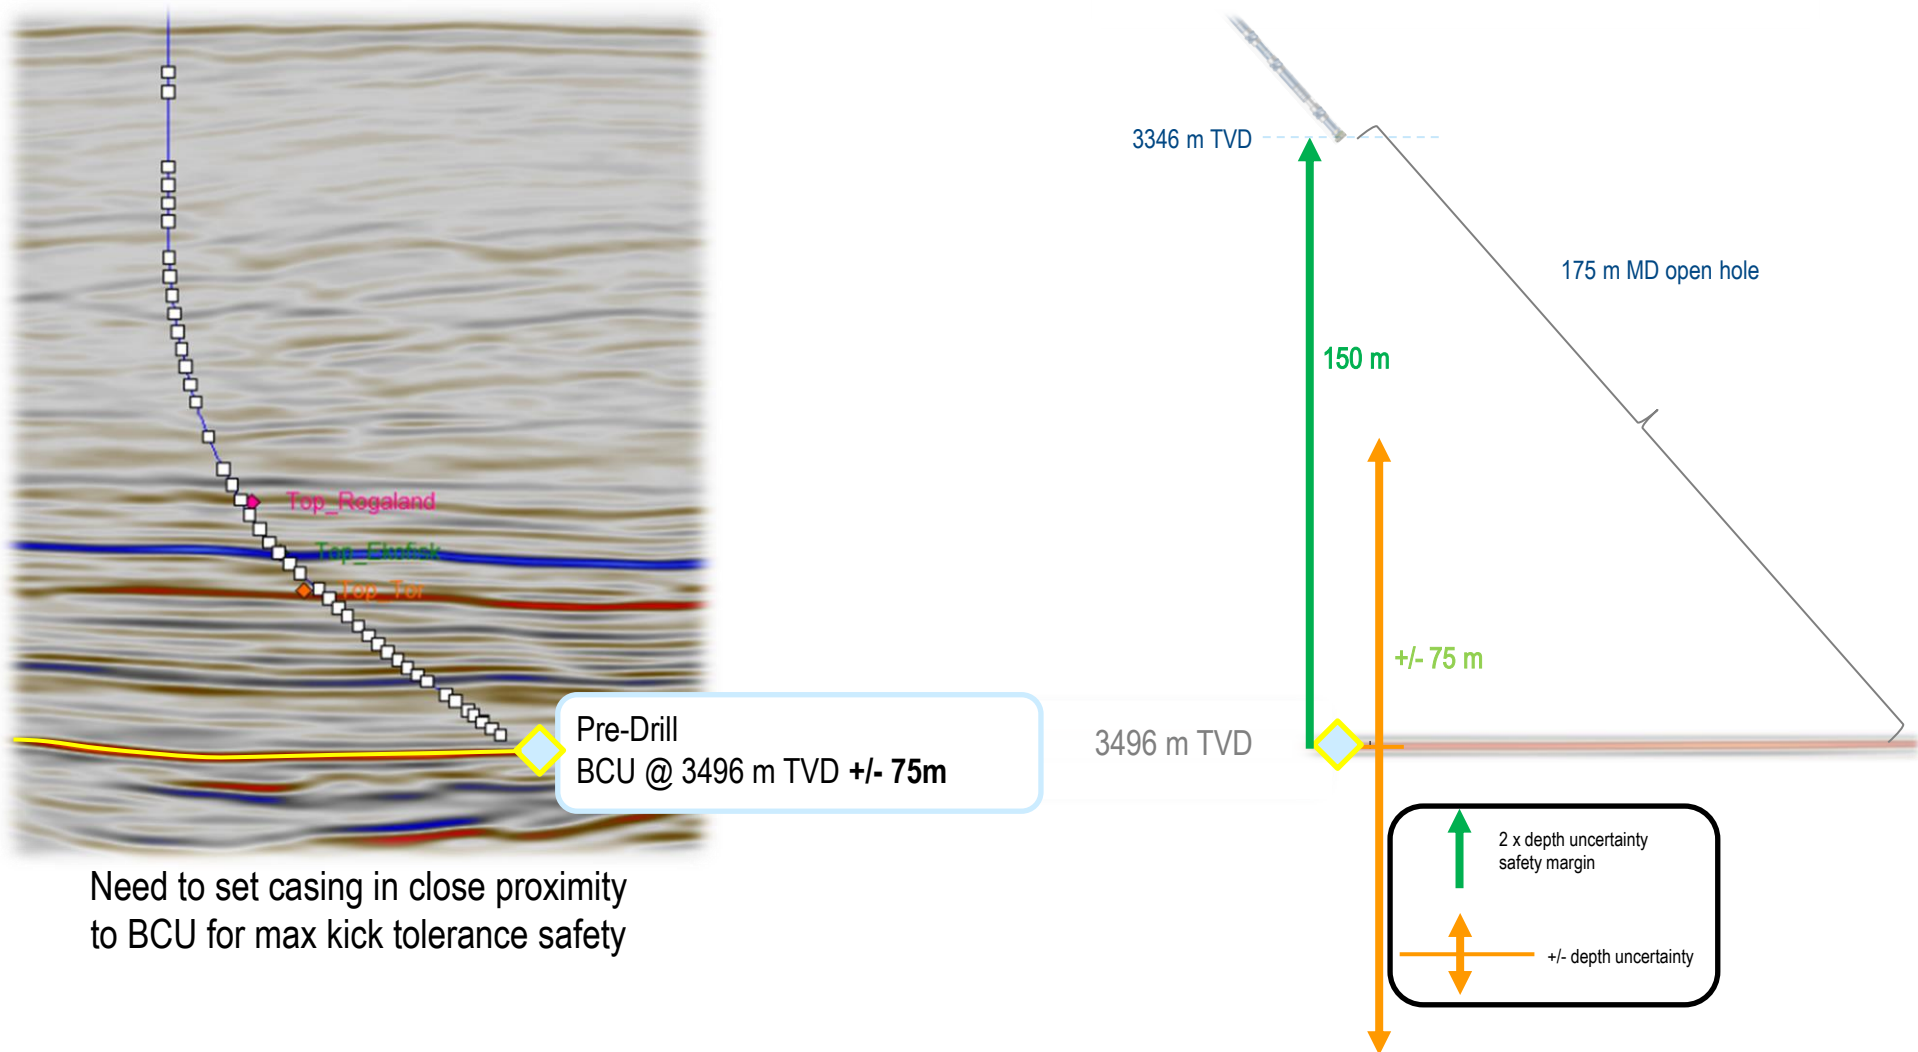 Top_Rogaland
Top_Ekofisk
Top_Tor
Pre-Drill
BCU @ 3496 m TVD +/- 75m
Need to set casing in close proximity
to BCU for max kick tolerance safety
3346 m TVD
175 m MD open hole
150 m
+/- 75 m
3496 m TVD
2 x depth uncertainty
safety margin
+/- depth uncertainty